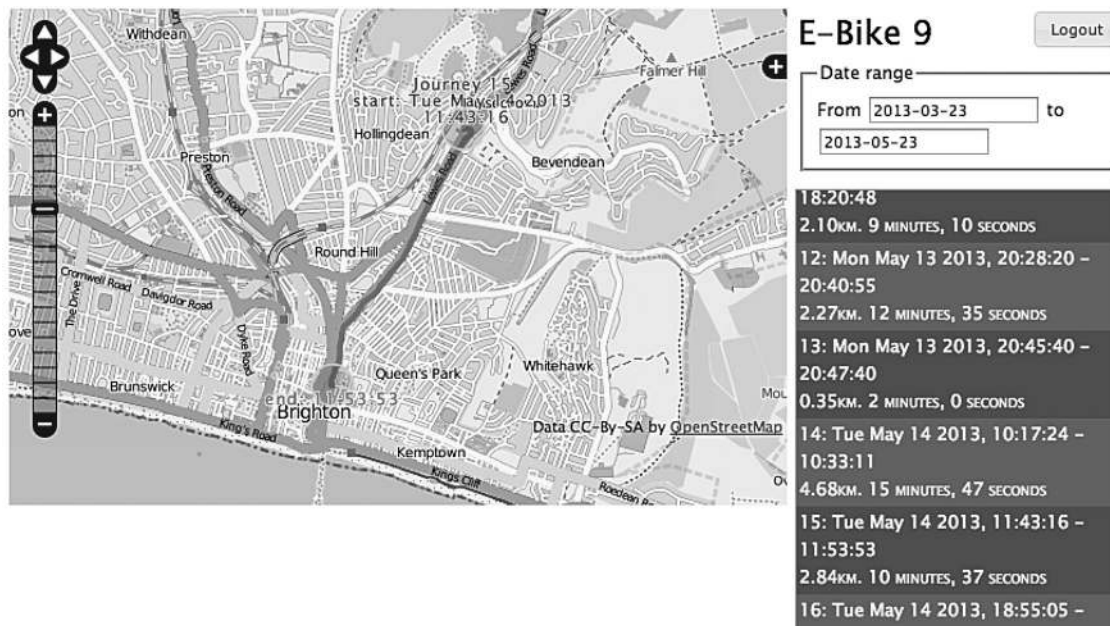 Withdean
Falmer Hill
Journey 15
start: Tue May 14 2013
11:43:16
Lewes Road
Hollingdean
Preston
Bevendean
Preston Road
Lewes Road
Round Hill
Cromwell Road
The Drive
Davigdor Road
Dyke Road
Brunswick
Queen's Park
Whitehawk
end: 11:53:53
Brighton
King's Road
Data CC-By-SA by OpenStreetMap
Kemptown
Kings Cliff
Roedean
E-Bike 9
Logout
Date range
From 2013-03-23 to
2013-05-23
18:20:48
2.10KM. 9 MINUTES, 10 SECONDS
12: Mon May 13 2013, 20:28:20 –
20:40:55
2.27KM. 12 MINUTES, 35 SECONDS
13: Mon May 13 2013, 20:45:40 –
20:47:40
0.35KM. 2 MINUTES, 0 SECONDS
14: Tue May 14 2013, 10:17:24 –
10:33:11
4.68KM. 15 MINUTES, 47 SECONDS
15: Tue May 14 2013, 11:43:16 –
11:53:53
2.84KM. 10 MINUTES, 37 SECONDS
16: Tue May 14 2013, 18:55:05 –